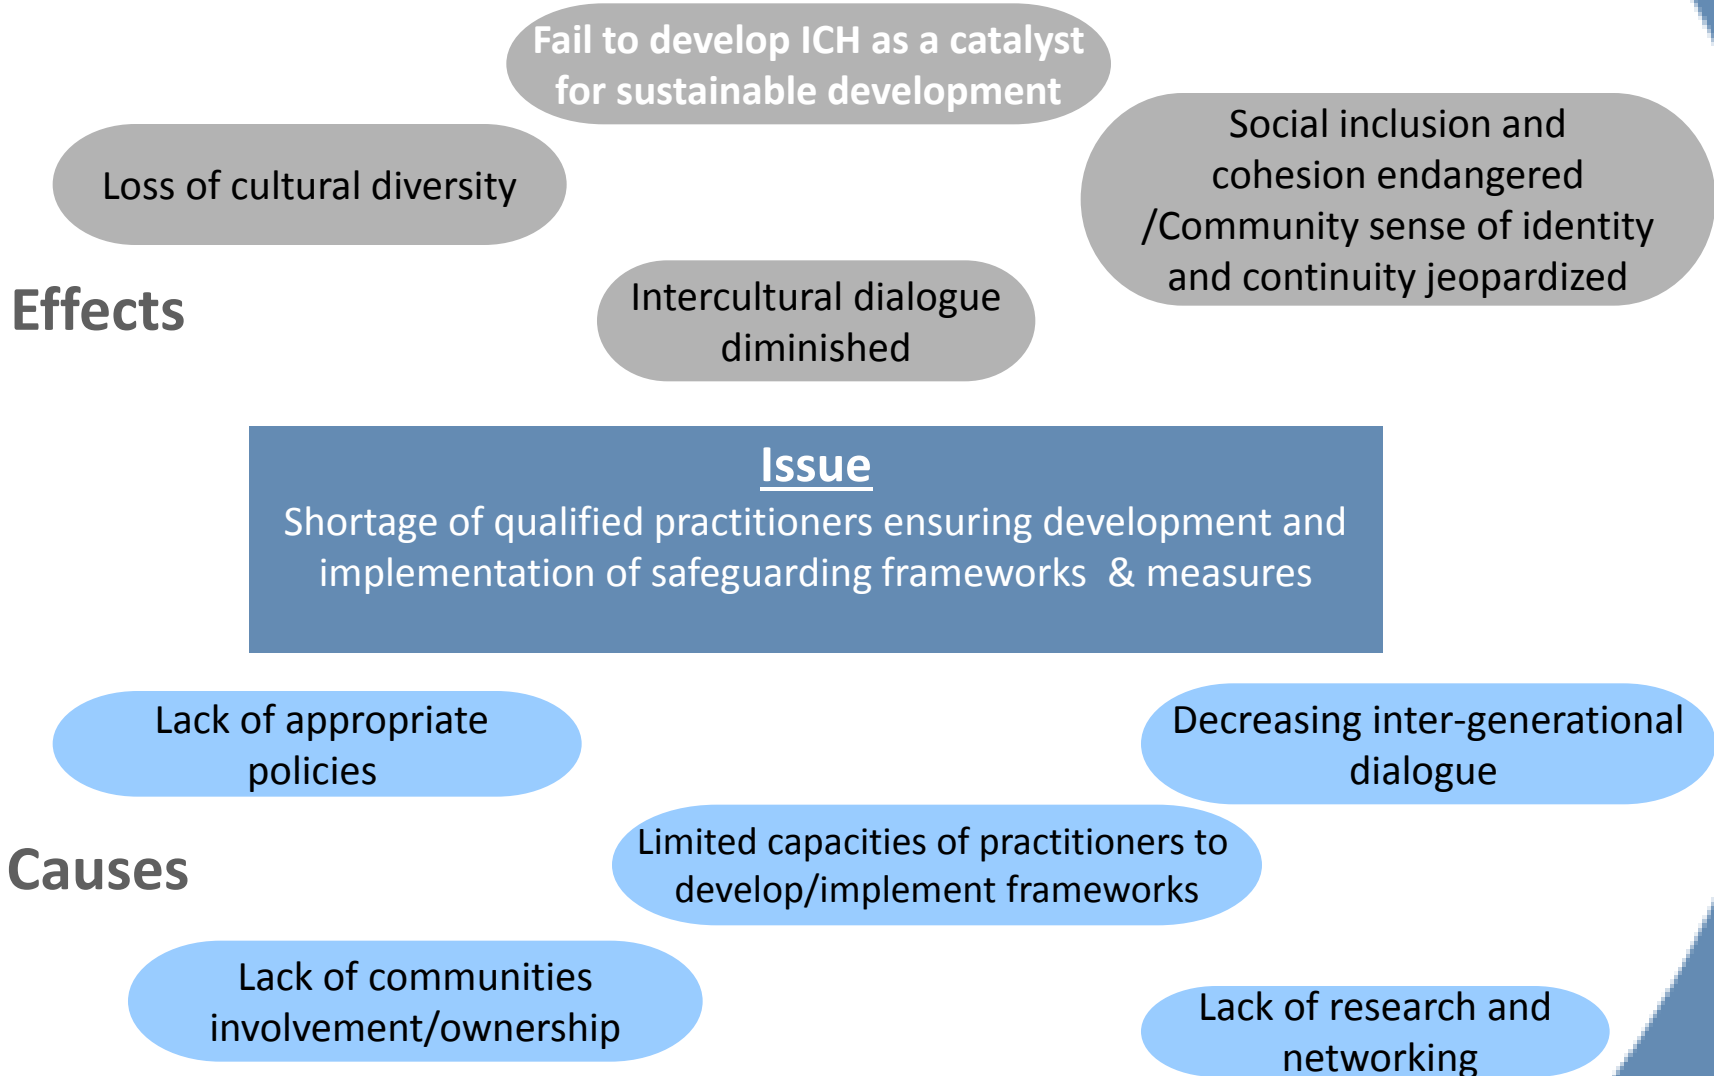 Fail to develop ICH as a catalyst
for sustainable development
Loss of cultural diversity
Social inclusion and
cohesion endangered
/Community sense of identity
and continuity jeopardized
Effects
Intercultural dialogue
diminished
Issue
Shortage of qualified practitioners ensuring development and
implementation of safeguarding frameworks  & measures
Lack of appropriate
policies
Decreasing inter-generational
dialogue
Causes
Limited capacities of practitioners to
develop/implement frameworks
Lack of communities
involvement/ownership
Lack of research and
networking